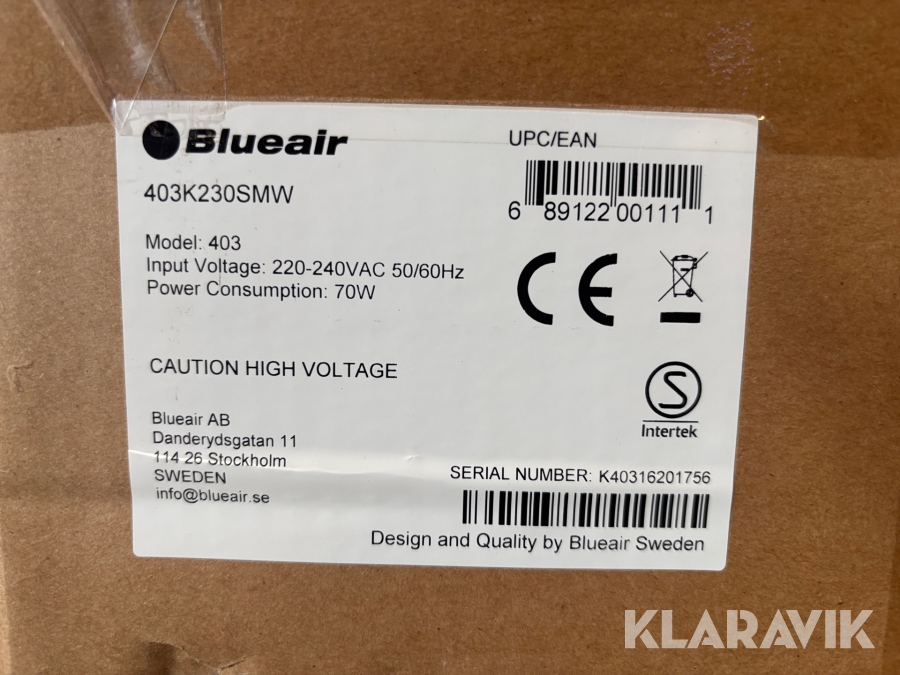 Blueair
UPC/EAN
403K230SMW
6 89122 00111 1
Model: 403
Input Voltage: 220-240VAC 50/60Hz
Power Consumption: 70W
CE
CAUTION HIGH VOLTAGE
S
Intertek
Blueair AB
Danderydsgatan 11
114 26 Stockholm
SWEDEN
info@blueair.se
SERIAL NUMBER: K40316201756
Design and Quality by Blueair Sweden
KLARAVIK